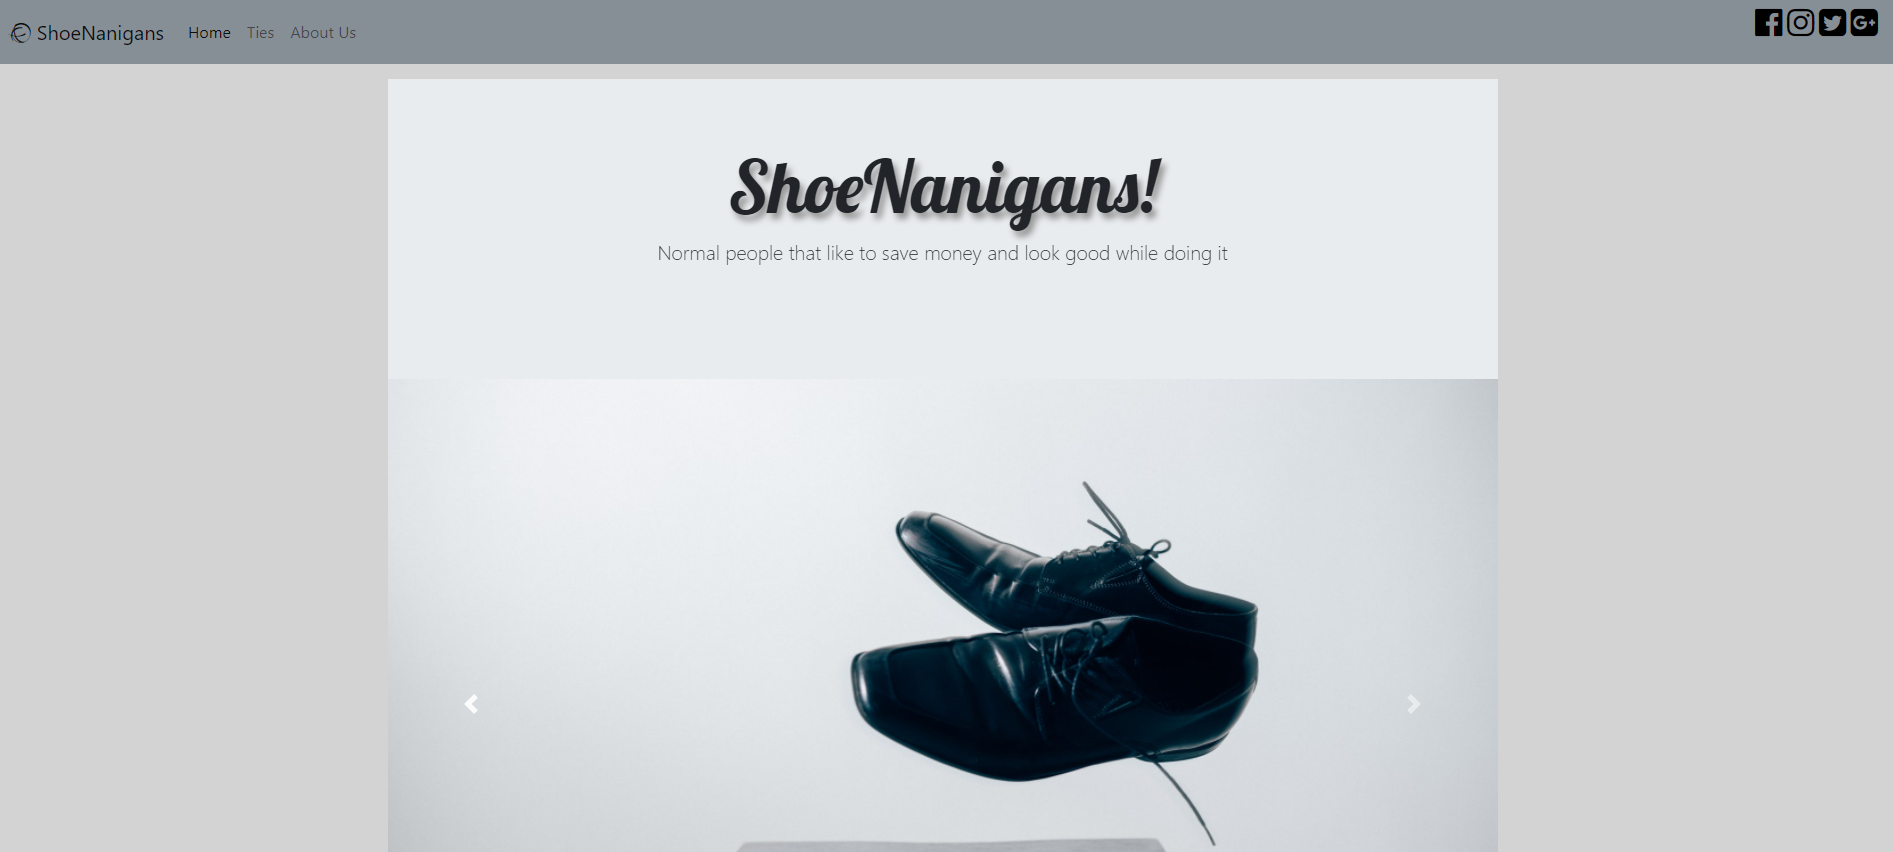 ShoeNanigans Home Ties About Us
ShoeNanigans!
Normal people that like to save money and look good while doing it